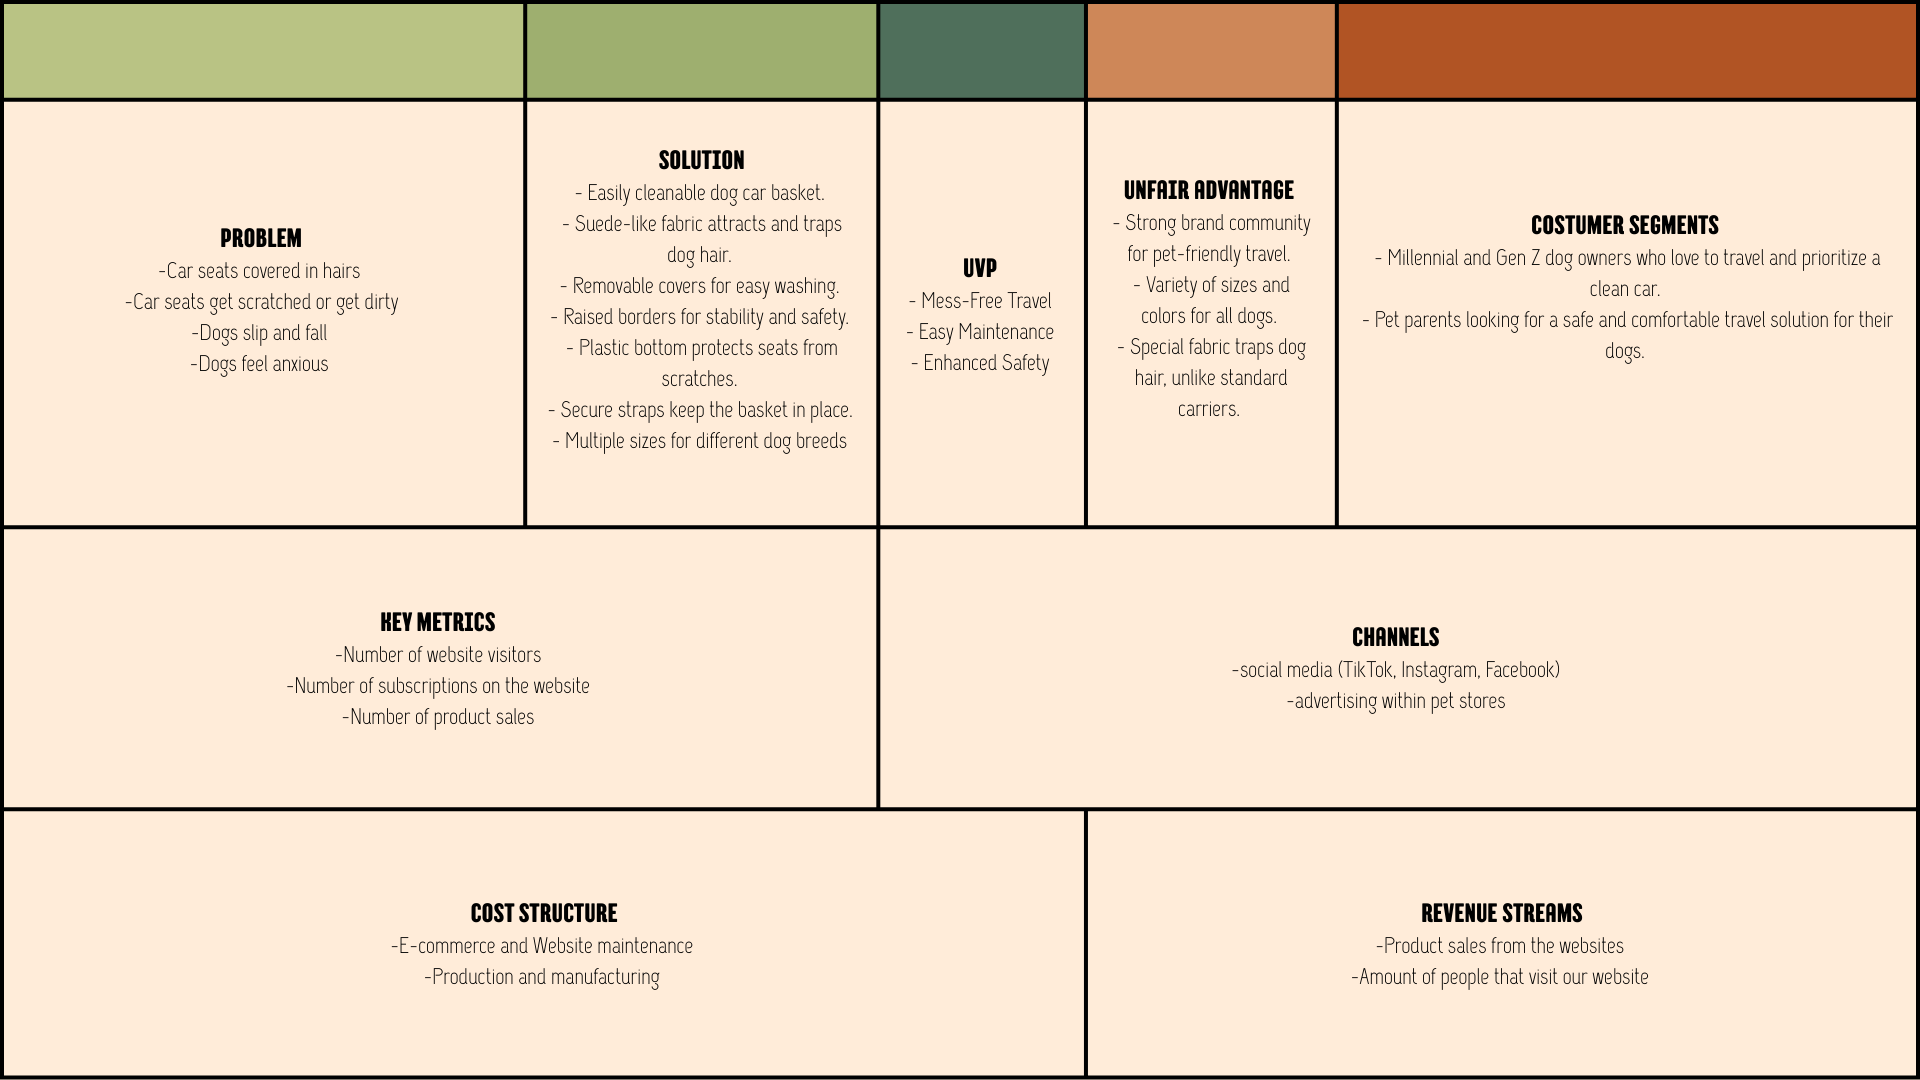 PROBLEM
-Car seats covered in hairs
-Car seats get scratched or get dirty
-Dogs slip and fall
-Dogs feel anxious
SOLUTION
- Easily cleanable dog car basket.
- Suede-like fabric attracts and traps
dog hair.
- Removable covers for easy washing.
- Raised borders for stability and safety.
- Plastic bottom protects seats from
scratches.
- Secure straps keep the basket in place.
- Multiple sizes for different dog breeds
UVP
- Mess-Free Travel
- Easy Maintenance
- Enhanced Safety
UNFAIR ADVANTAGE
- Strong brand community
for pet-friendly travel.
- Variety of sizes and
colors for all dogs.
- Special fabric traps dog
hair, unlike standard
carriers.
COSTUMER SEGMENTS
- Millennial and Gen Z dog owners who love to travel and prioritize a
clean car.
- Pet parents looking for a safe and comfortable travel solution for their
dogs.
KEY METRICS
-Number of website visitors
-Number of subscriptions on the website
-Number of product sales
CHANNELS
-social media (TikTok, Instagram, Facebook)
-advertising within pet stores
COST STRUCTURE
-E-commerce and Website maintenance
-Production and manufacturing
REVENUE STREAMS
-Product sales from the websites
-Amount of people that visit our website